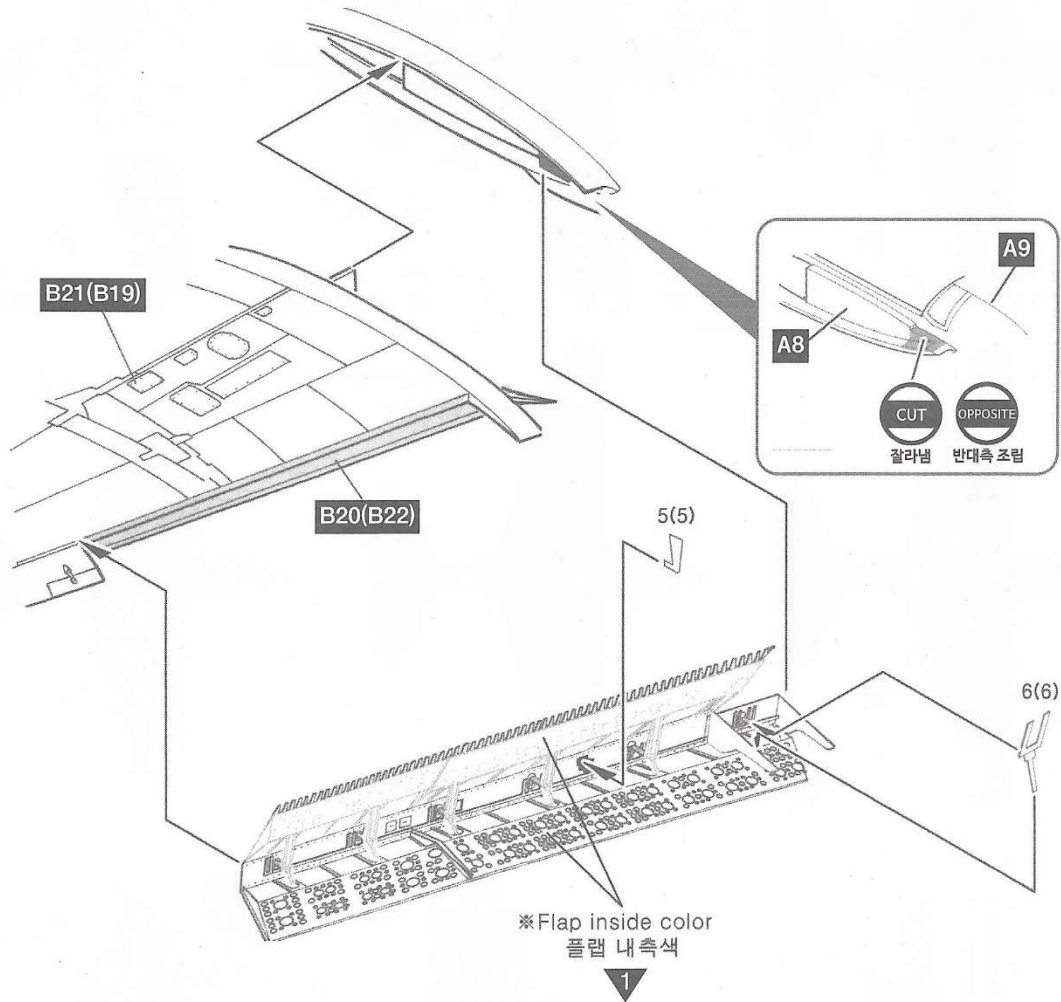 A9
B21(B19)
A8
CUT
OPPOSITE
잘라냄
반대측 조립
B20(B22)
5(5)
6(6)
※Flap inside color
플랩 내측색
1